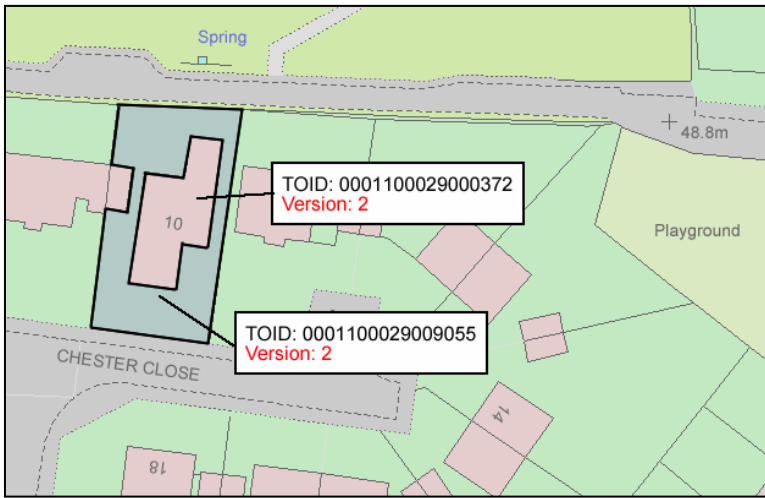 Spring
48.8m
TOID: 0001100029000372
Version: 2
10
Playground
TOID: 0001100029009055
Version: 2
CHESTER CLOSE
14
18